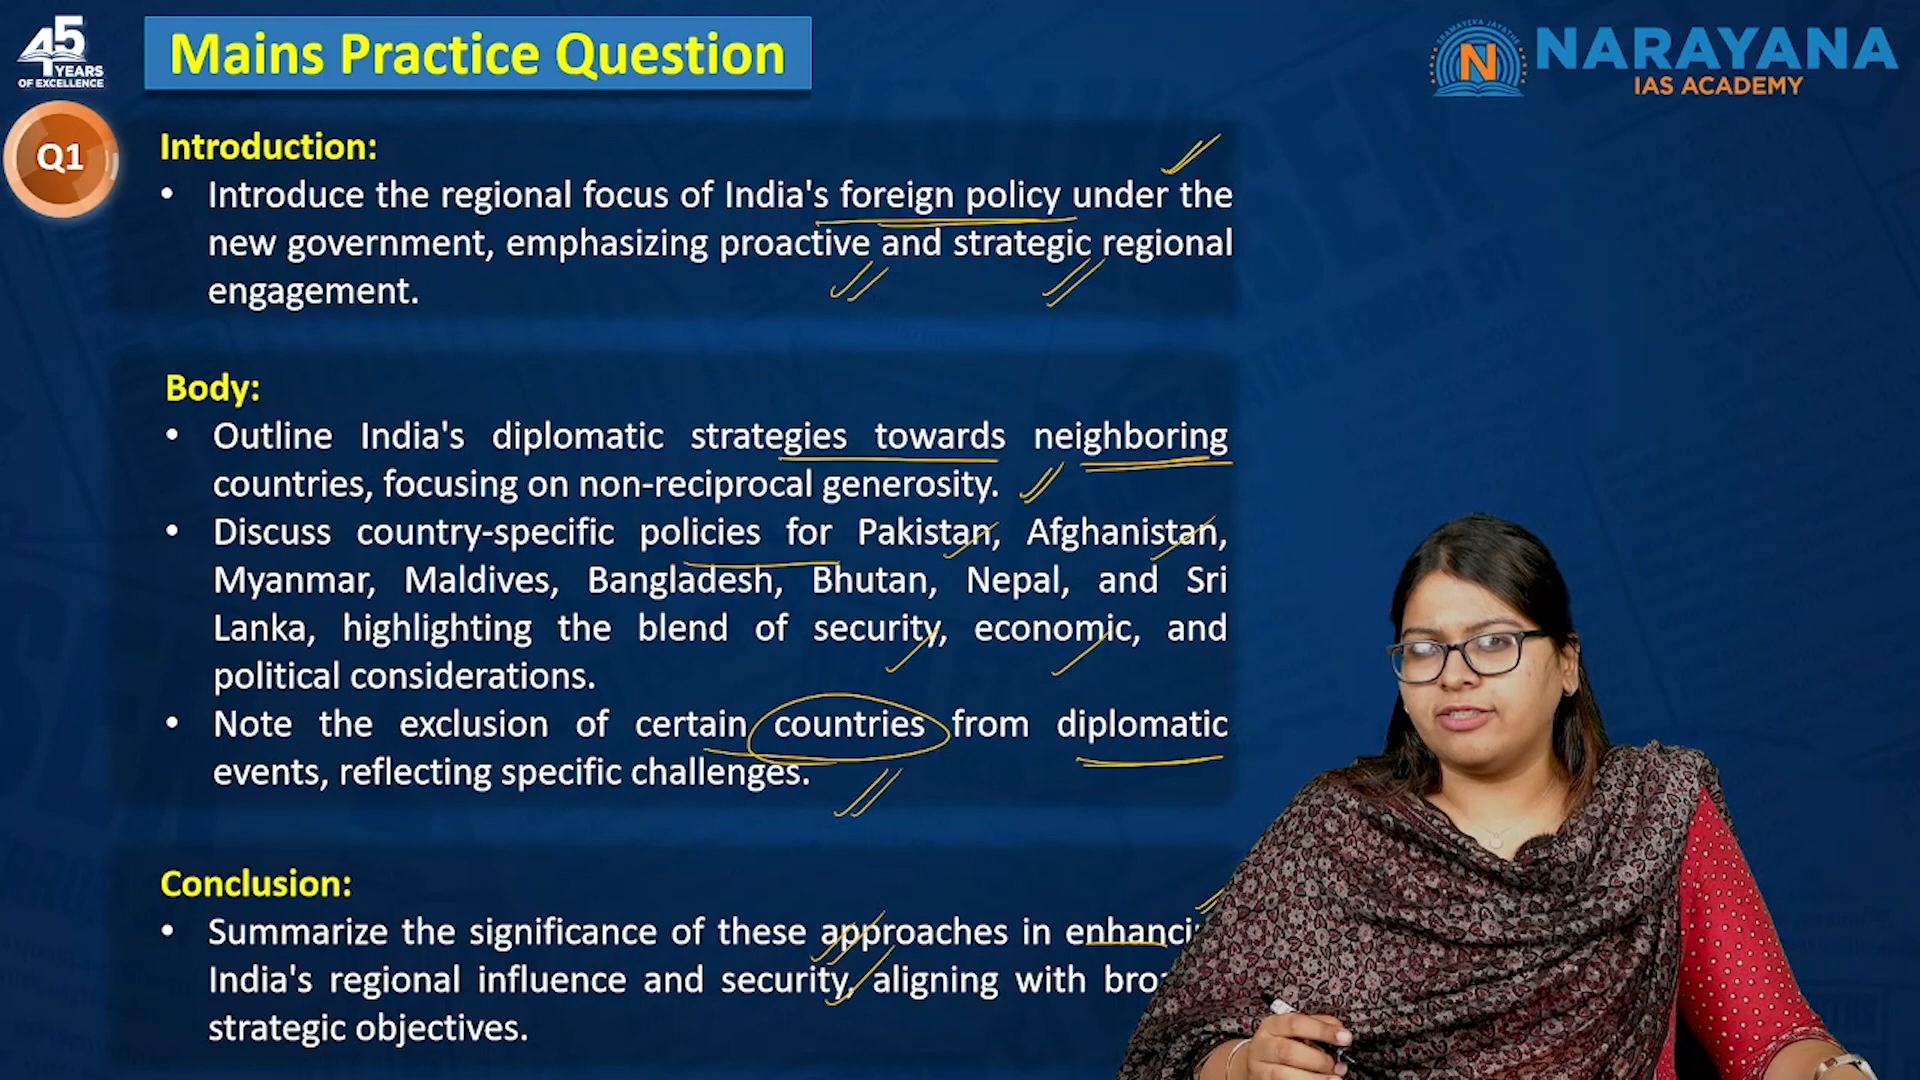 45
YEARS
OF EXCELLENCE
Mains Practice Question
SATYAMEVA JAYATHE
N
NARAYANA
IAS ACADEMY
Q1
Introduction:
• Introduce the regional focus of India's foreign policy under the
new government, emphasizing proactive and strategic regional
engagement.
Body:
• Outline India's diplomatic strategies towards neighboring
countries, focusing on non-reciprocal generosity.
• Discuss country-specific policies for Pakistan, Afghanistan,
Myanmar, Maldives, Bangladesh, Bhutan, Nepal, and Sri
Lanka, highlighting the blend of security, economic, and
political considerations.
• Note the exclusion of certain countries from diplomatic
events, reflecting specific challenges.
Conclusion:
• Summarize the significance of these approaches in
India's regional influence and security, aligning with
strategic objectives.